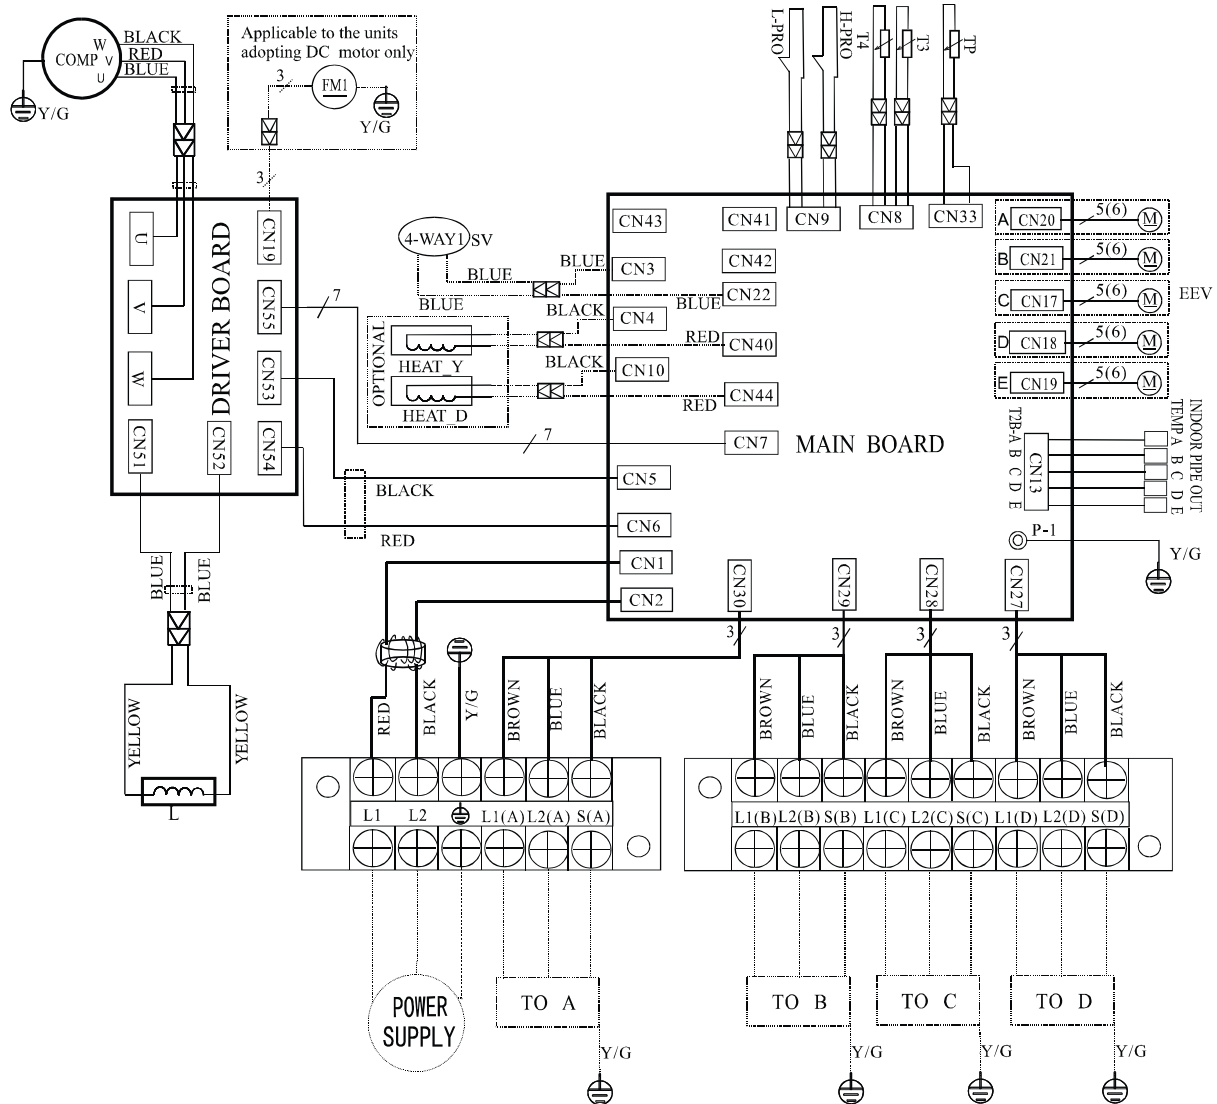 COMP
W
V
U
BLACK
RED
BLUE
Y/G
Applicable to the units
adopting DC motor only
3
FM1
Y/G
3
L-PRO
H-PRO
T4
T3
TP
DRIVER BOARD
U
V
W
CN19
CN55
CN53
CN54
CN51
CN52
7
4-WAY1
SV
BLUE
BLUE
BLUE
BLUE
OPTIONAL
HEAT_Y
HEAT_D
BLACK
RED
BLACK
RED
7
BLACK
RED
MAIN BOARD
CN43
CN41
CN9
CN8
CN33
CN3
CN42
CN22
CN4
CN40
CN10
CN44
CN7
CN5
CN6
CN1
CN2
A
CN20
5(6)
M
B
CN21
5(6)
M
C
CN17
5(6)
M
D
CN18
5(6)
M
E
CN19
5(6)
M
EEV
T2B-A
B
C
D
E
CN13
A
B
C
D
E
INDOOR PIPE OUT
TEMP
P-1
Y/G
CN30
CN29
CN28
CN27
3
3
3
3
BLUE
BLUE
YELLOW
YELLOW
L
RED
BLACK
Y/G
BROWN
BLUE
BLACK
BROWN
BLUE
BLACK
BROWN
BLUE
BLACK
BROWN
BLUE
BLACK
L1
L2
L1(A)
L2(A)
S(A)
L1(B)
L2(B)
S(B)
L1(C)
L2(C)
S(C)
L1(D)
L2(D)
S(D)
POWER
SUPPLY
TO A
TO B
TO C
TO D
Y/G
Y/G
Y/G
Y/G